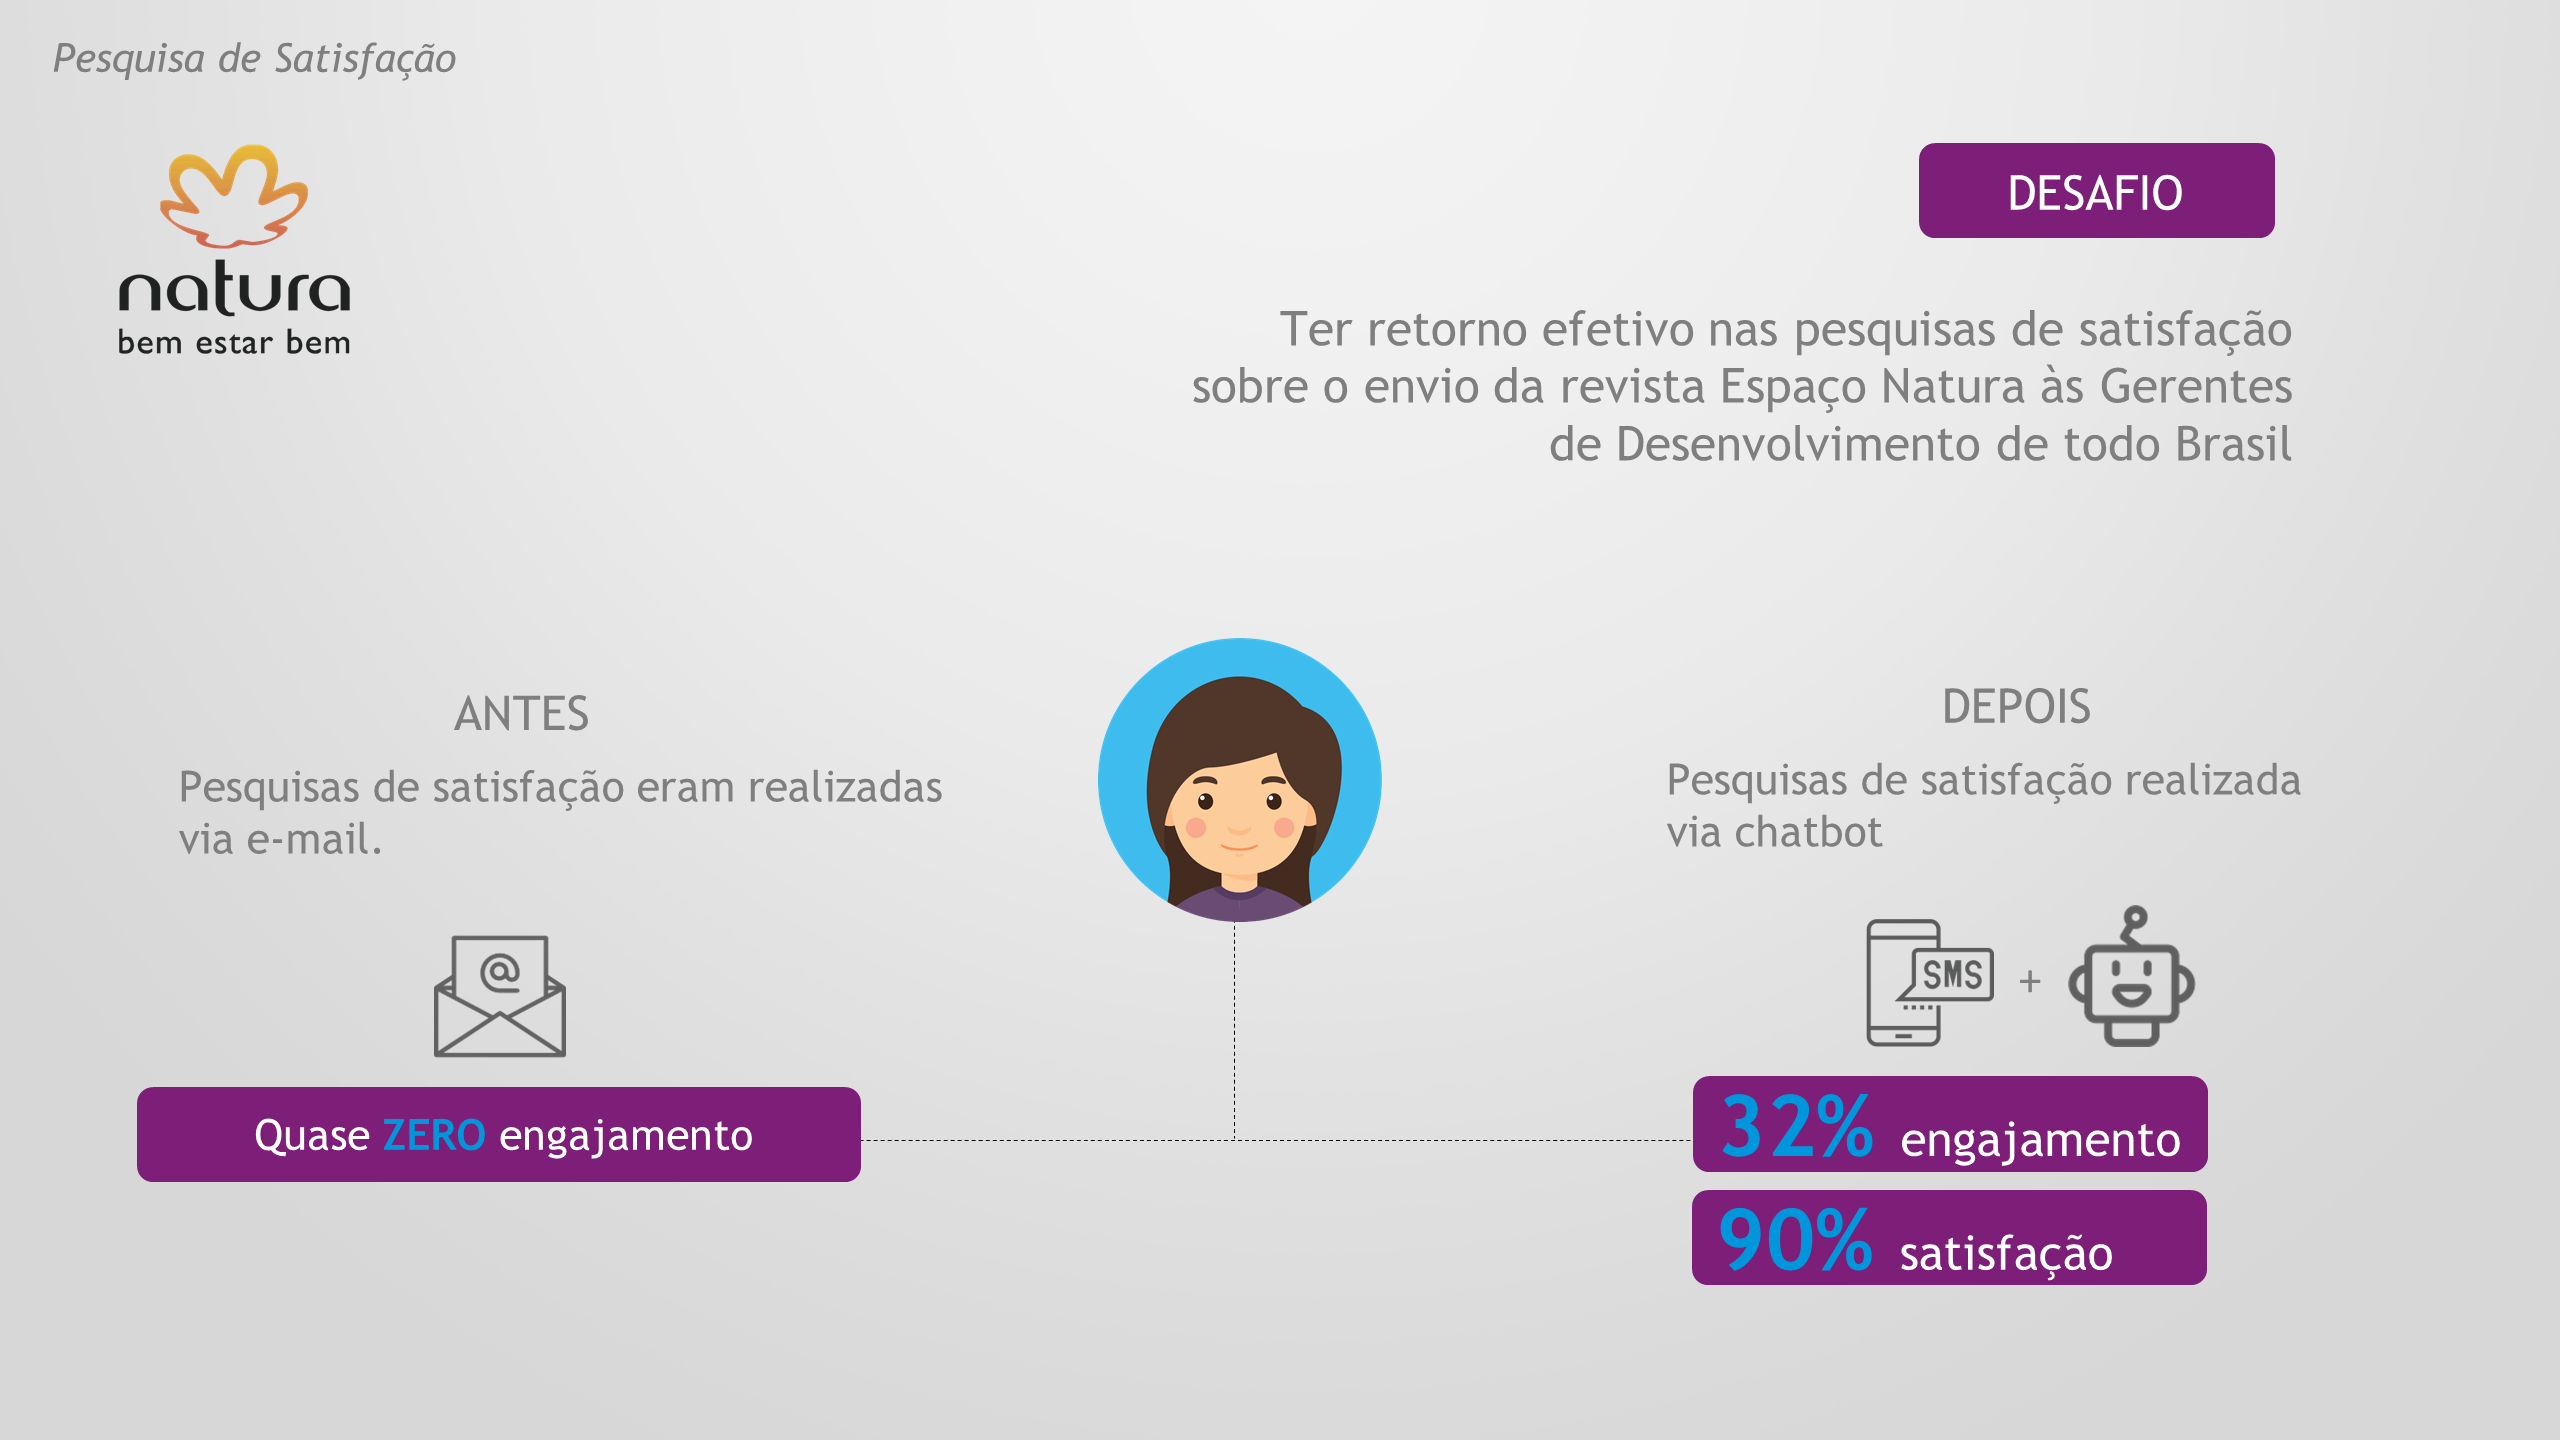 Pesquisa de Satisfação
natura
bem estar bem
DESAFIO
Ter retorno efetivo nas pesquisas de satisfação
sobre o envio da revista Espaço Natura às Gerentes
de Desenvolvimento de todo Brasil
ANTES
Pesquisas de satisfação eram realizadas
via e-mail.
@
Quase ZERO engajamento
DEPOIS
Pesquisas de satisfação realizada
via chatbot
SMS +
32% engajamento
90% satisfação